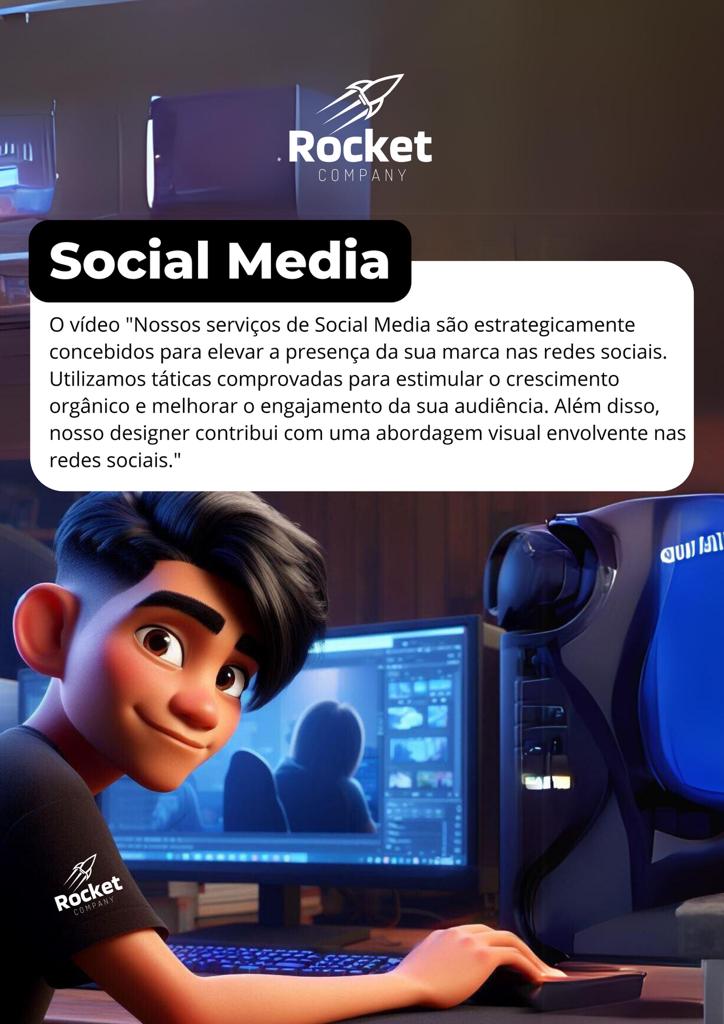 Rocket
COMPANY
Social Media
O vídeo "Nossos serviços de Social Media são estrategicamente
concebidos para elevar a presença da sua marca nas redes sociais.
Utilizamos táticas comprovadas para estimular o crescimento
orgânico e melhorar o engajamento da sua audiência. Além disso,
nosso designer contribui com uma abordagem visual envolvente nas
redes sociais."
Rocket
COMPANY